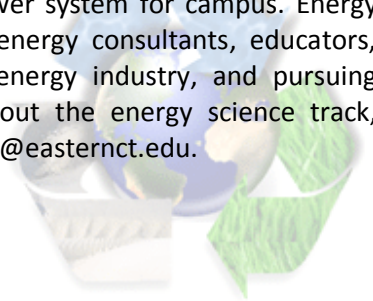 ver system for campus. Energy
energy consultants, educators,
energy industry, and pursuing
out the energy science track,
@easternct.edu.